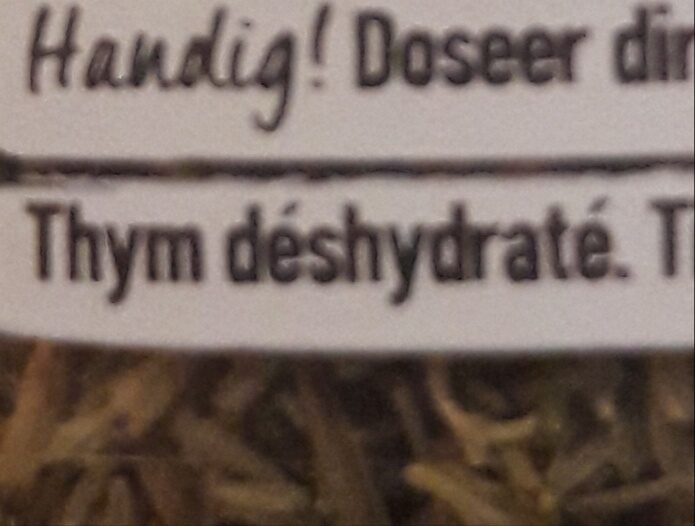 Handig! Doseer
Thym déshydraté.